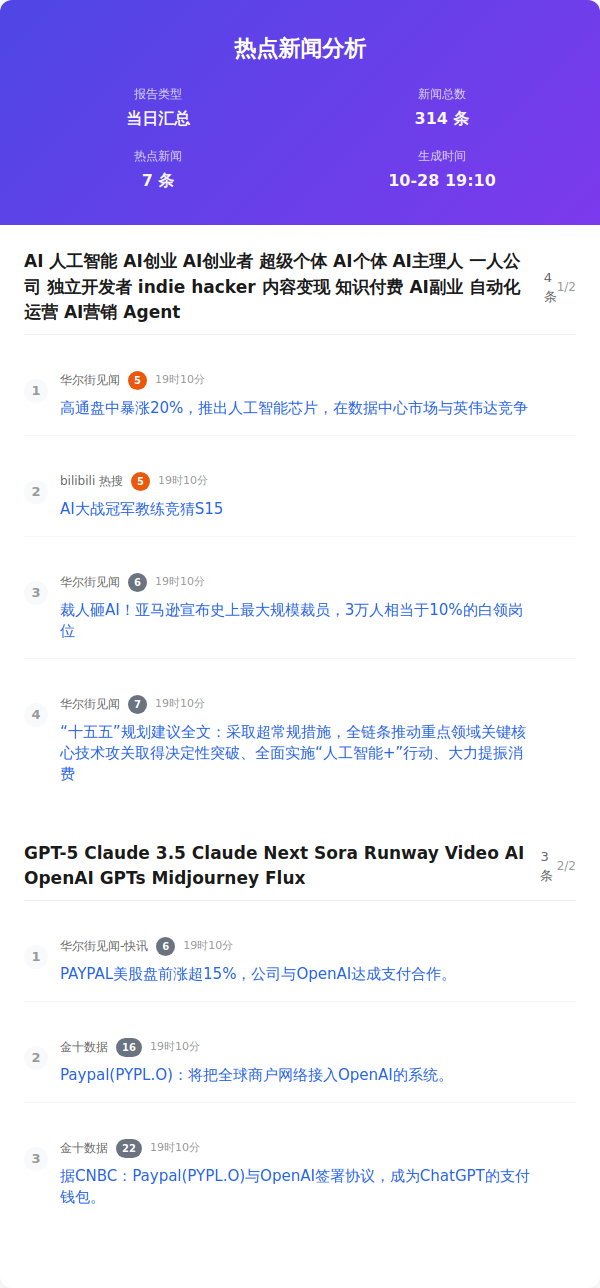 热点新闻分析
报告类型
当日汇总
新闻总数
314 条
热点新闻
7 条
生成时间
10-28 19:10
AI 人工智能 AI创业 AI创业者 超级个体 AI个体 AI主理人 一人公
司 独立开发者 indie hacker 内容变现 知识付费 AI副业 自动化
运营 AI营销 Agent
4
条
1/2
1
华尔街见闻 5 19时10分
高通盘中暴涨20%，推出人工智能芯片，在数据中心市场与英伟达竞争
2
bilibili 热搜 5 19时10分
AI大战冠军教练竞猜S15
3
华尔街见闻 6 19时10分
裁人砸AI！亚马逊宣布史上最大规模裁员，3万人相当于10%的白领岗
位
4
华尔街见闻 7 19时10分
“十五五”规划建议全文：采取超常规措施，全链条推动重点领域关键核
心技术攻关取得决定性突破、全面实施“人工智能+”行动、大力提振消
费
GPT-5 Claude 3.5 Claude Next Sora Runway Video AI
OpenAI GPTs Midjourney Flux
3
条
2/2
1
华尔街见闻-快讯 6 19时10分
PAYPAL美股盘前涨超15%，公司与OpenAI达成支付合作。
2
金十数据 16 19时10分
Paypal(PYPL.O)：将把全球商户网络接入OpenAI的系统。
3
金十数据 22 19时10分
据CNBC：Paypal(PYPL.O)与OpenAI签署协议，成为ChatGPT的支付
钱包。